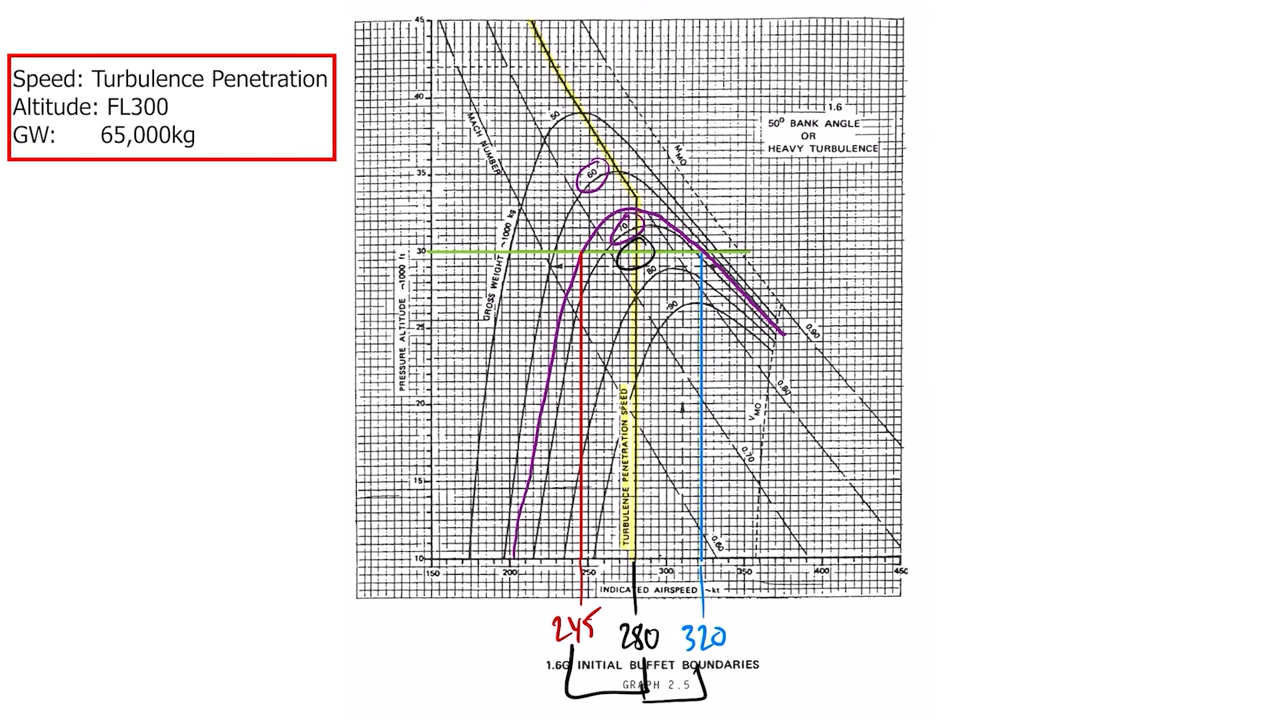 Speed: Turbulence Penetration
Altitude: FL300
GW: 65,000kg
45
40
35
30
25
20
15
10
150
200
250
300
350
400
450
PRESSURE ALTITUDE ~1000 ft
INDICATED AIRSPEED ~kt
1.6
50° BANK ANGLE
OR
HEAVY TURBULENCE
MACH NUMBER
GROSS WEIGHT ~1000 kg
50
60
80
90
MMO
VMO
0.90
0.80
0.70
0.60
TURBULENCE PENETRATION SPEED
245
280
320
1.6G INITIAL BUFFET BOUNDARIES
GRAPH 2.5